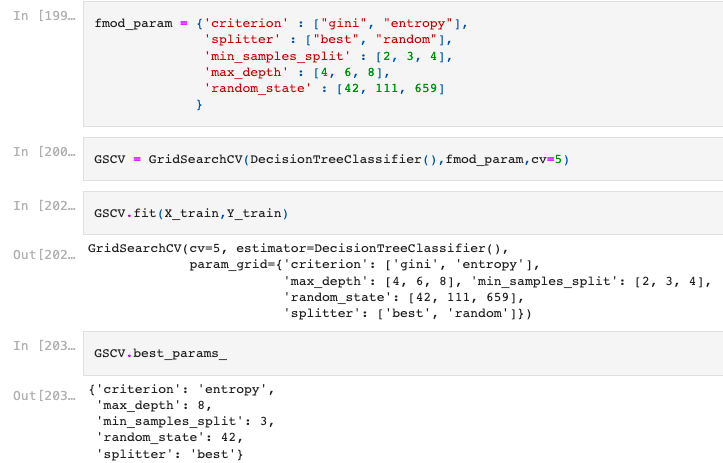 In [199…
fmod_param = {'criterion' : ["gini", "entropy"],
'splitter' : ["best", "random"],
'min_samples_split' : [2, 3, 4],
'max_depth' : [4, 6, 8],
'random_state' : [42, 111, 659]
}
In [200…
GSCV = GridSearchCV(DecisionTreeClassifier(),fmod_param,cv=5)
In [202…
GSCV.fit(X_train,Y_train)
Out[202…
GridSearchCV(cv=5, estimator=DecisionTreeClassifier(),
param_grid={'criterion': ['gini', 'entropy'],
'max_depth': [4, 6, 8], 'min_samples_split': [2, 3, 4],
'random_state': [42, 111, 659],
'splitter': ['best', 'random']})
In [203…
GSCV.best_params_
Out[203…
{'criterion': 'entropy',
'max_depth': 8,
'min_samples_split': 3,
'random_state': 42,
'splitter': 'best'}